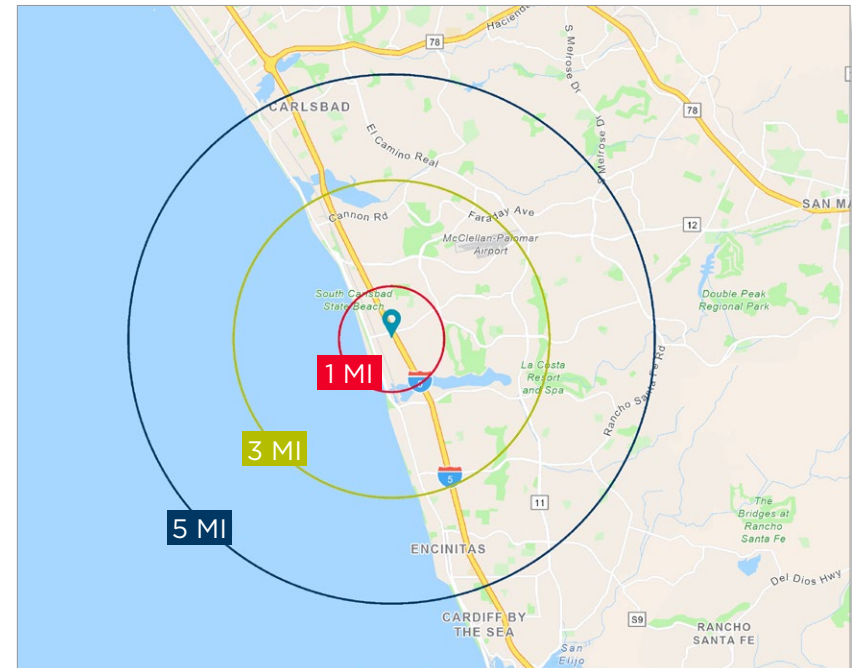 Hacienda
S Melrose Dr
78
CARLSBAD
78
El Camino Real
S Melrose Dr
SAN MA
Cannon Rd
Faraday Ave
12
McClellan-Palomar
Airport
South Carlsbad
State Beach
Double Peak
Regional Park
1 MI
5
La Costa
Resort
and Spa
Rancho Santa Fe Rd
3 MI
5
11
The
Bridges at
Rancho
Santa Fe
5 MI
ENCINITAS
Del Dios Hwy
CARDIFF BY
THE SEA
S9
RANCHO
SANTA FE
San
Elijo